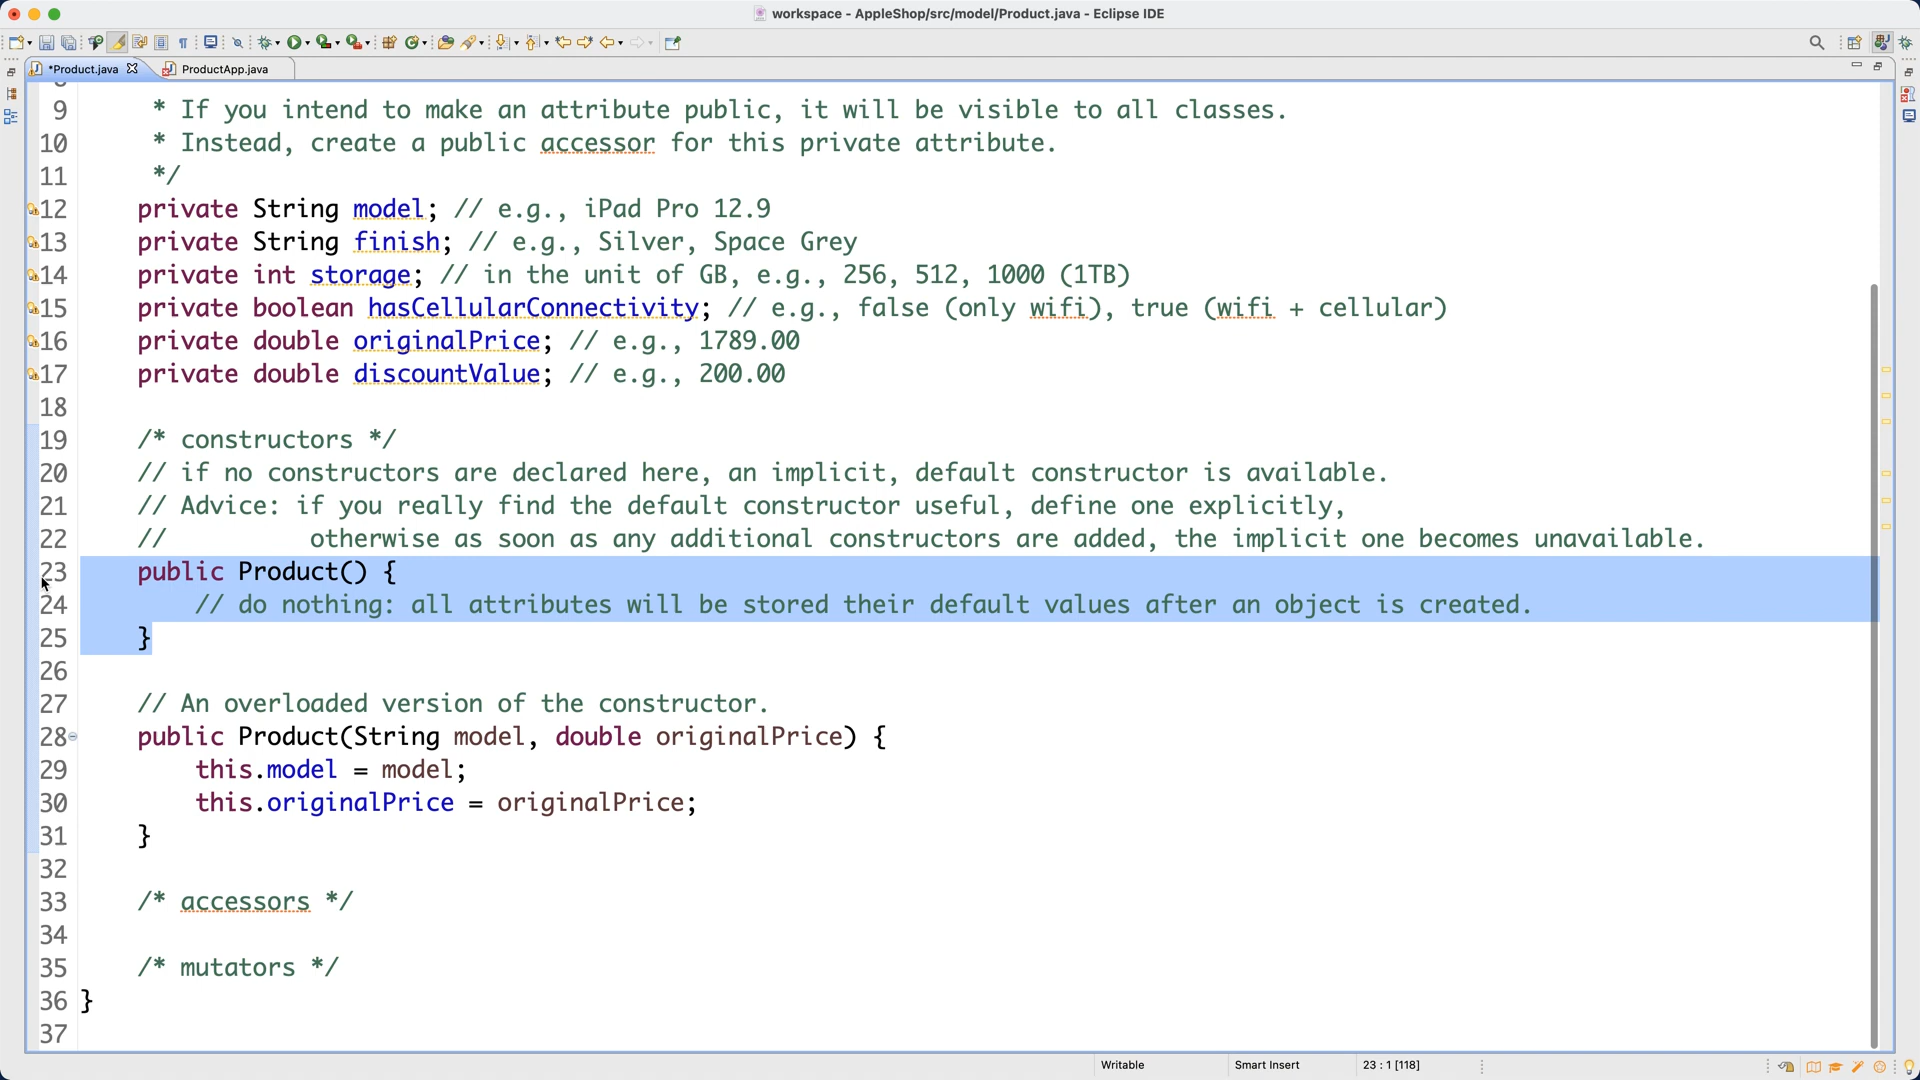 workspace - AppleShop/src/model/Product.java - Eclipse IDE
*Product.java
ProductApp.java
9 * If you intend to make an attribute public, it will be visible to all classes.
10 * Instead, create a public accessor for this private attribute.
11 */
12 private String model; // e.g., iPad Pro 12.9
13 private String finish; // e.g., Silver, Space Grey
14 private int storage; // in the unit of GB, e.g., 256, 512, 1000 (1TB)
15 private boolean hasCellularConnectivity; // e.g., false (only wifi), true (wifi + cellular)
16 private double originalPrice; // e.g., 1789.00
17 private double discountValue; // e.g., 200.00
18
19 /* constructors */
20 // if no constructors are declared here, an implicit, default constructor is available.
21 // Advice: if you really find the default constructor useful, define one explicitly,
22 // otherwise as soon as any additional constructors are added, the implicit one becomes unavailable.
23 public Product() {
24 // do nothing: all attributes will be stored their default values after an object is created.
25 }
26
27 // An overloaded version of the constructor.
28 public Product(String model, double originalPrice) {
29 this.model = model;
30 this.originalPrice = originalPrice;
31 }
32
33 /* accessors */
34
35 /* mutators */
36 }
37
Writable
Smart Insert
23 : 1 [118]